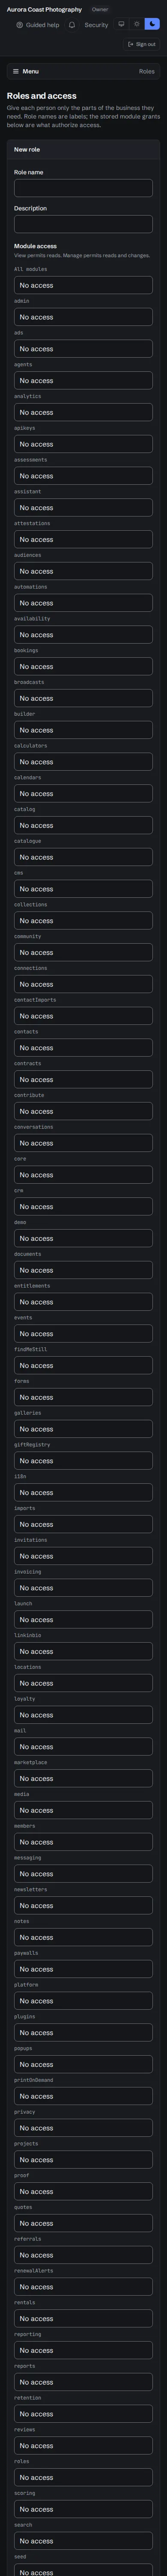 Aurora Coast Photography Owner
Guided help Security
Sign out
Menu Roles
Roles and access
Give each person only the parts of the business they need. Role names are labels; the stored module grants below are what access authorize.
New role
Role name
Description
Module access
View permits reads. Manage permits reads and changes.
All modules
No access
admin
No access
ads
No access
agents
No access
analytics
No access
apikeys
No access
assessments
No access
assistant
No access
attestations
No access
audiences
No access
automations
No access
availability
No access
bookings
No access
broadcasts
No access
builder
No access
calculators
No access
calendars
No access
catalog
No access
catalogue
No access
cms
No access
collections
No access
community
No access
connections
No access
contactImports
No access
contacts
No access
contracts
No access
contribute
No access
conversations
No access
core
No access
crm
No access
demo
No access
documents
No access
entitlements
No access
events
No access
findMeStill
No access
forms
No access
galleries
No access
giftRegistry
No access
i18n
No access
imports
No access
invitations
No access
invoicing
No access
launch
No access
linkinbio
No access
locations
No access
loyalty
No access
mail
No access
marketplace
No access
media
No access
members
No access
messaging
No access
newsletters
No access
notes
No access
paywalls
No access
platform
No access
plugins
No access
popups
No access
printOnDemand
No access
privacy
No access
projects
No access
proof
No access
quotes
No access
referrals
No access
renewalAlerts
No access
rentals
No access
reporting
No access
reports
No access
retention
No access
reviews
No access
roles
No access
scoring
No access
search
No access
seed
No access